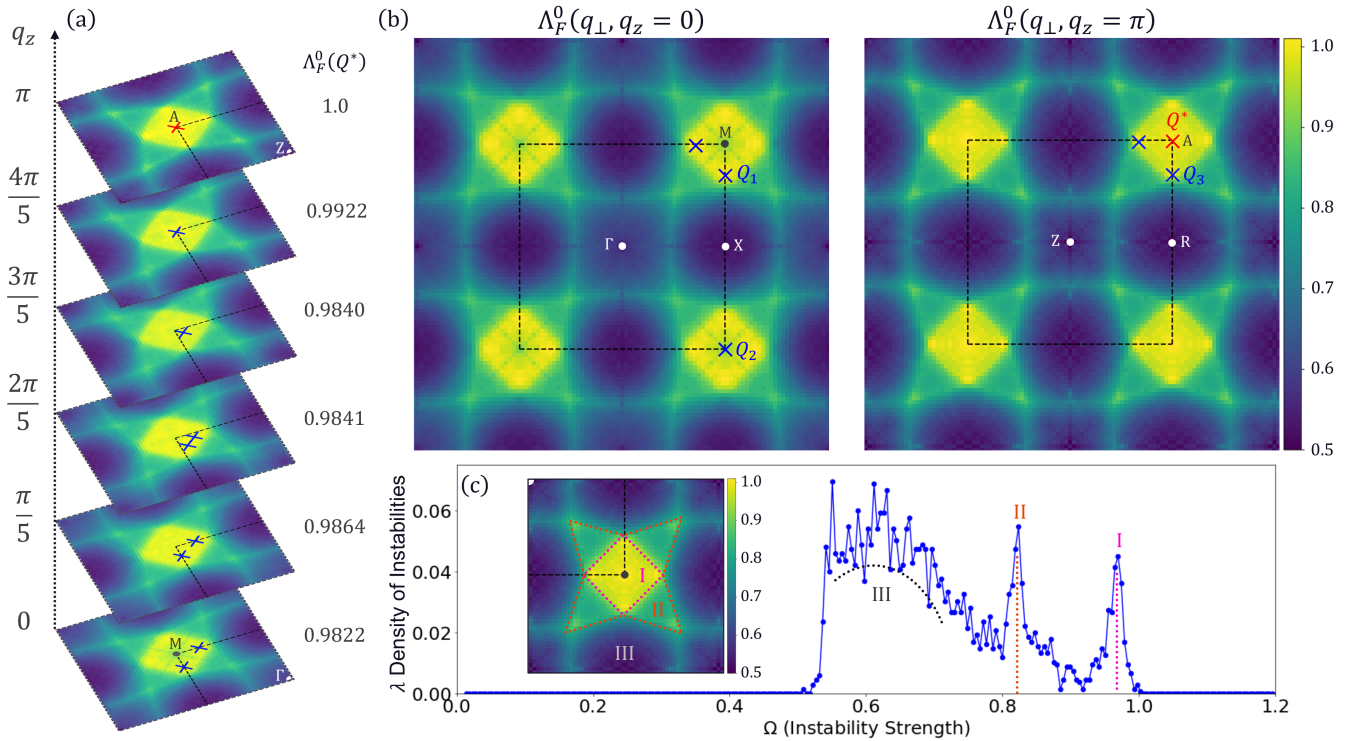 (a)
q_z
Λ_F^0(Q*)
π
1.0
A
Z
4π/5
0.9922
3π/5
0.9840
2π/5
0.9841
π/5
0.9864
0
0.9822
M
Γ
(b)
Λ_F^0(q_⊥, q_z = 0)
M
Q_1
Γ
X
Q_2
Λ_F^0(q_⊥, q_z = π)
Q*
A
Q_3
Z
R
1.0
0.9
0.8
0.7
0.6
0.5
(c)
λ Density of Instabilities
0.06
0.04
0.02
0.00
I
II
III
1.0
0.9
0.8
0.7
0.6
0.5
III
II
I
0.0
0.2
0.4
0.6
0.8
1.0
1.2
Ω (Instability Strength)